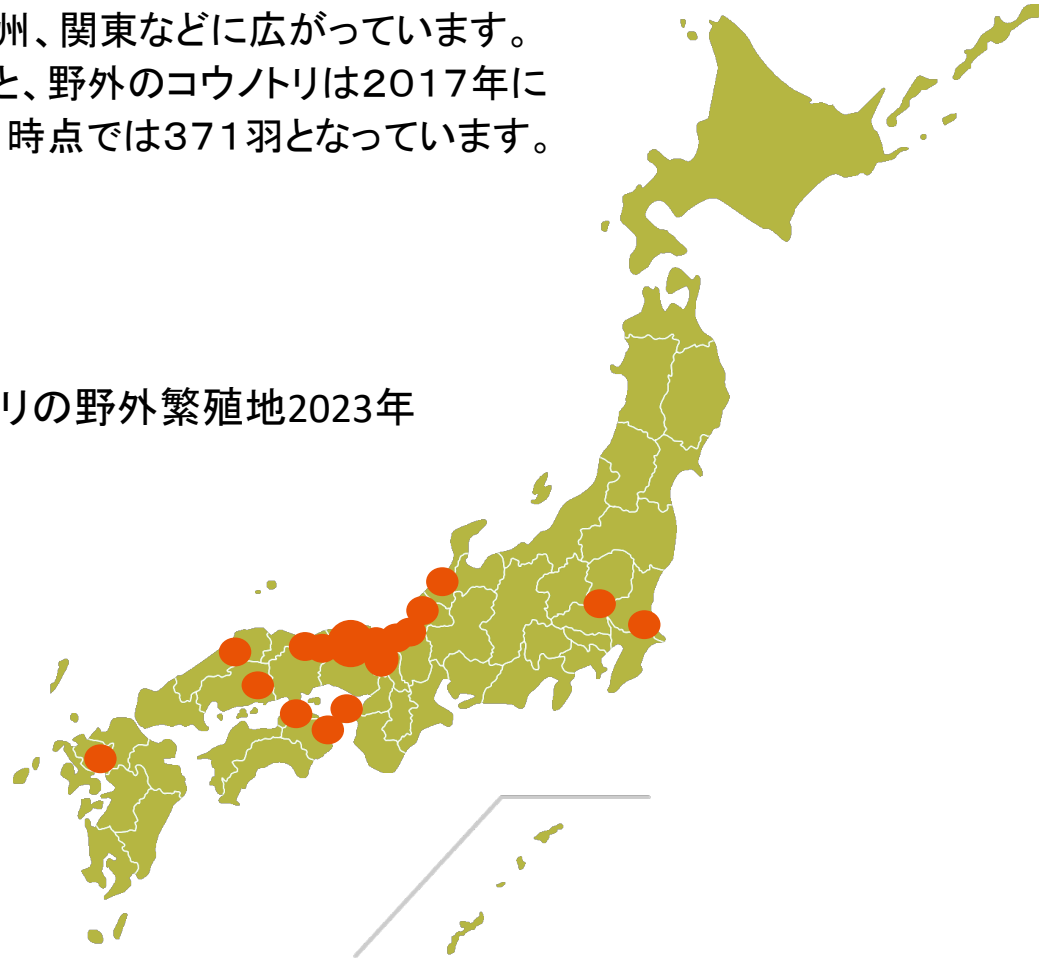 州、関東などに広がっています。
と、野外のコウノトリは２０１７年に
時点では３７１羽となっています。
リの野外繁殖地2023年